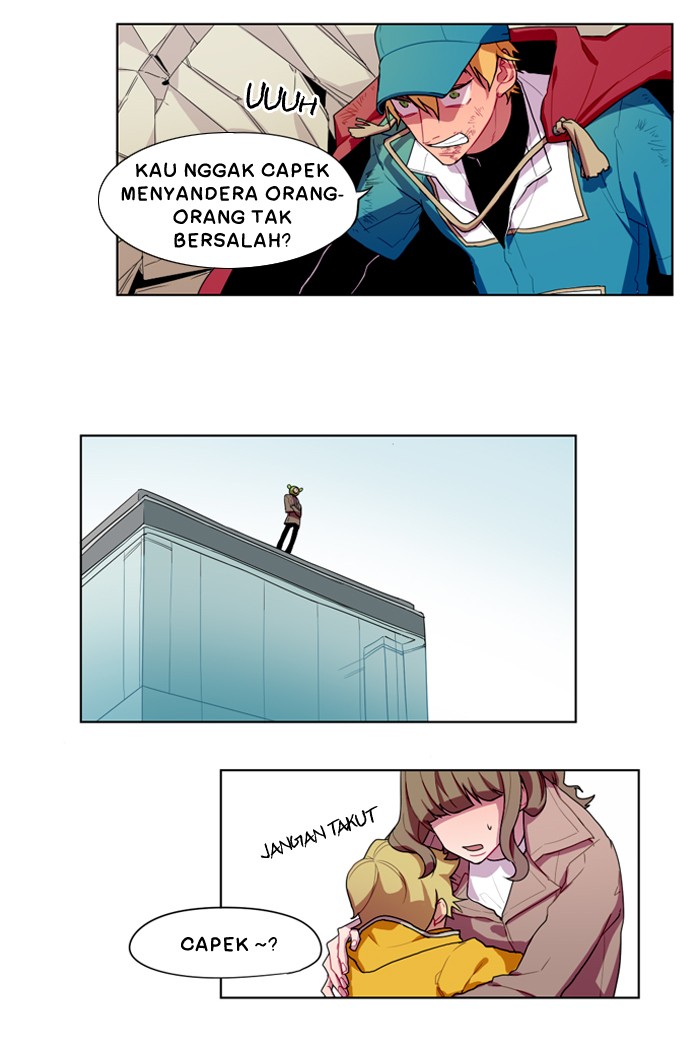 UUUH
KAU NGGAK CAPEK
MENYANDERA ORANG-
ORANG TAK
BERSALAH?
JANGAN TAKUT
CAPEK ~?